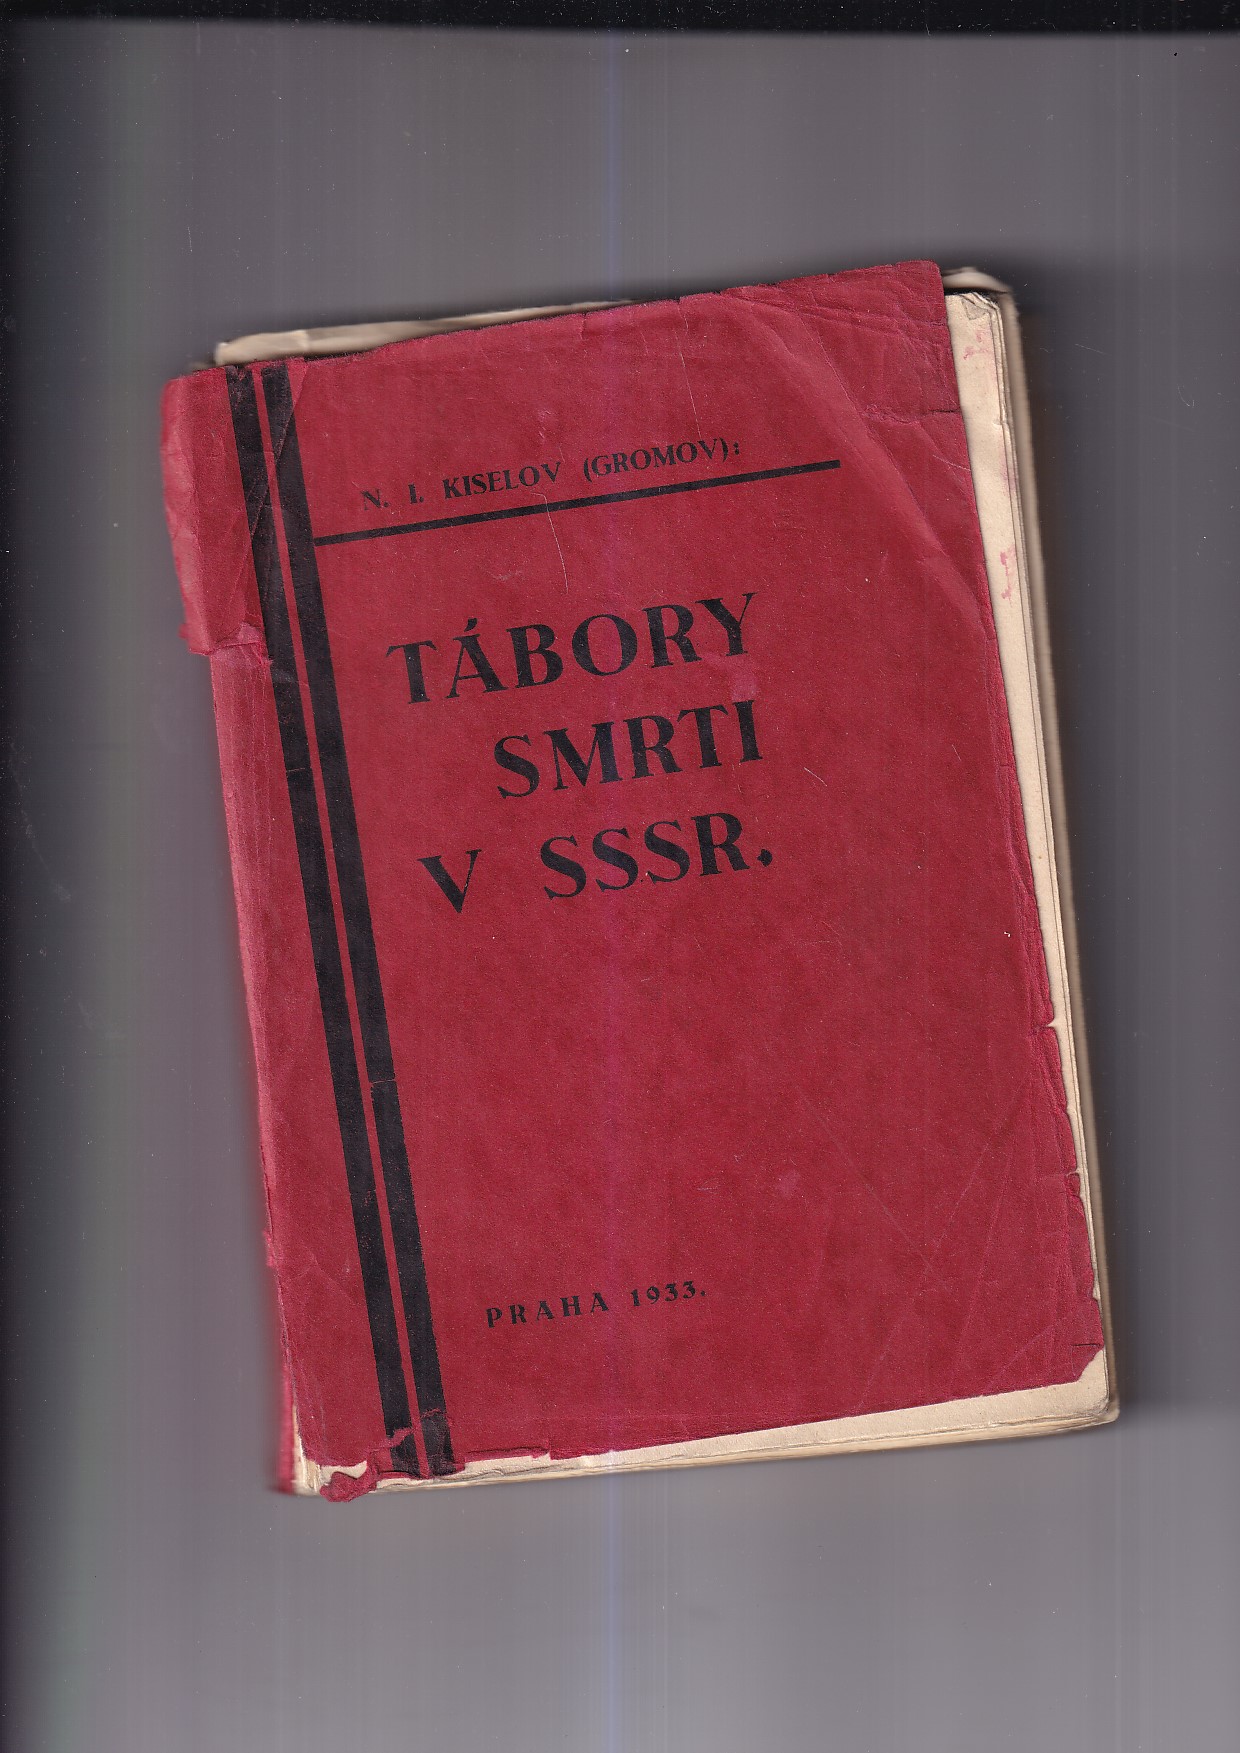 N. I. KISELOV (GROMOV):
TÁBORY
SMRTI
V SSSR.
PRAHA 1933.